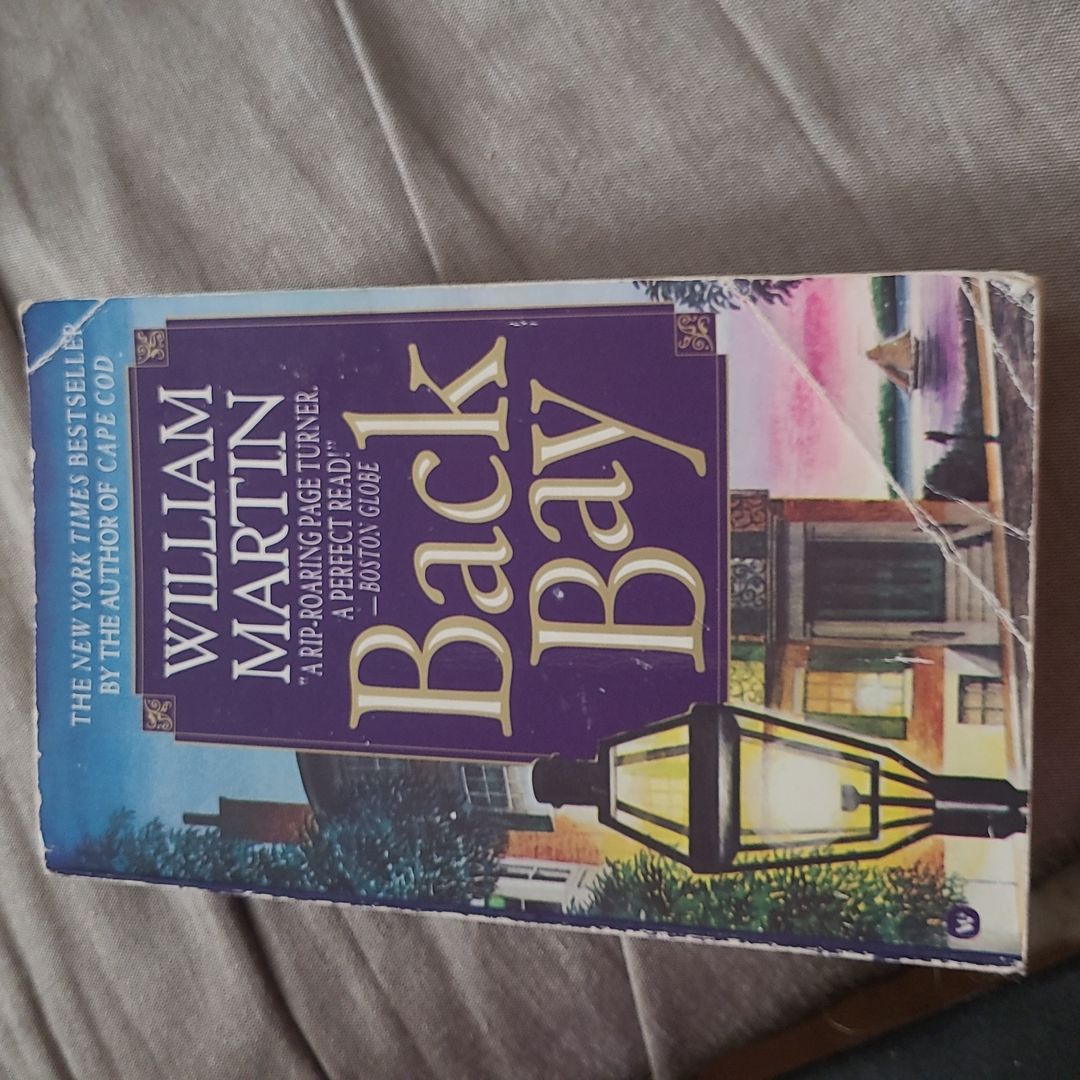 THE NEW YORK TIMES BESTSELLER
BY THE AUTHOR OF CAPE COD
WILLIAM
MARTIN
"A RIP-ROARING PAGE TURNER.
A PERFECT READ!"
—BOSTON GLOBE
Back
Bay
W